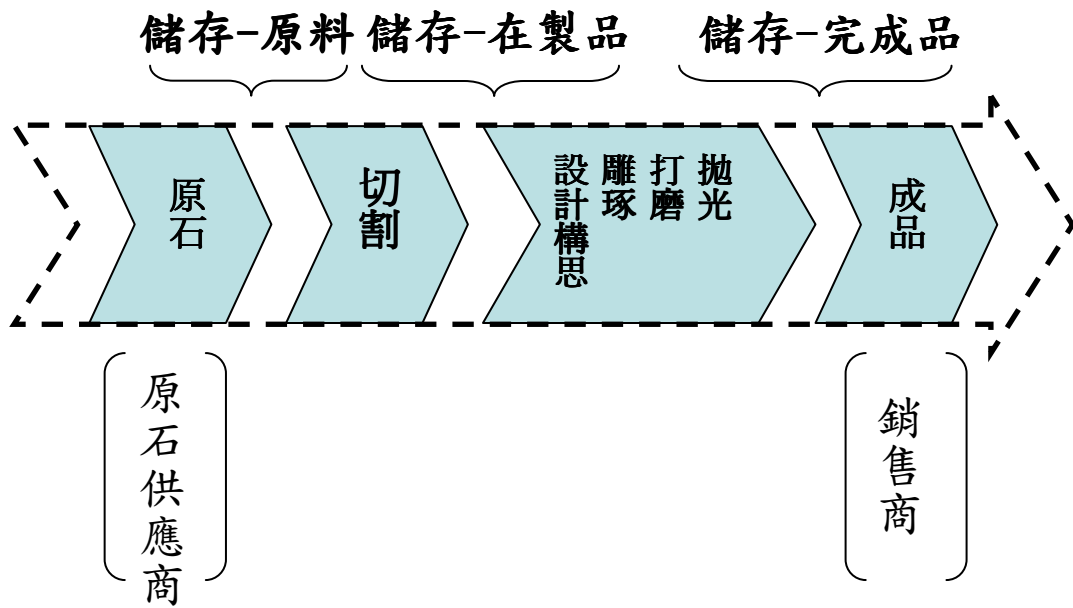 儲存-原料
儲存-在製品
儲存-完成品
原石
切割
設計構思
雕琢
打磨
拋光
成品
原石供應商
銷售商